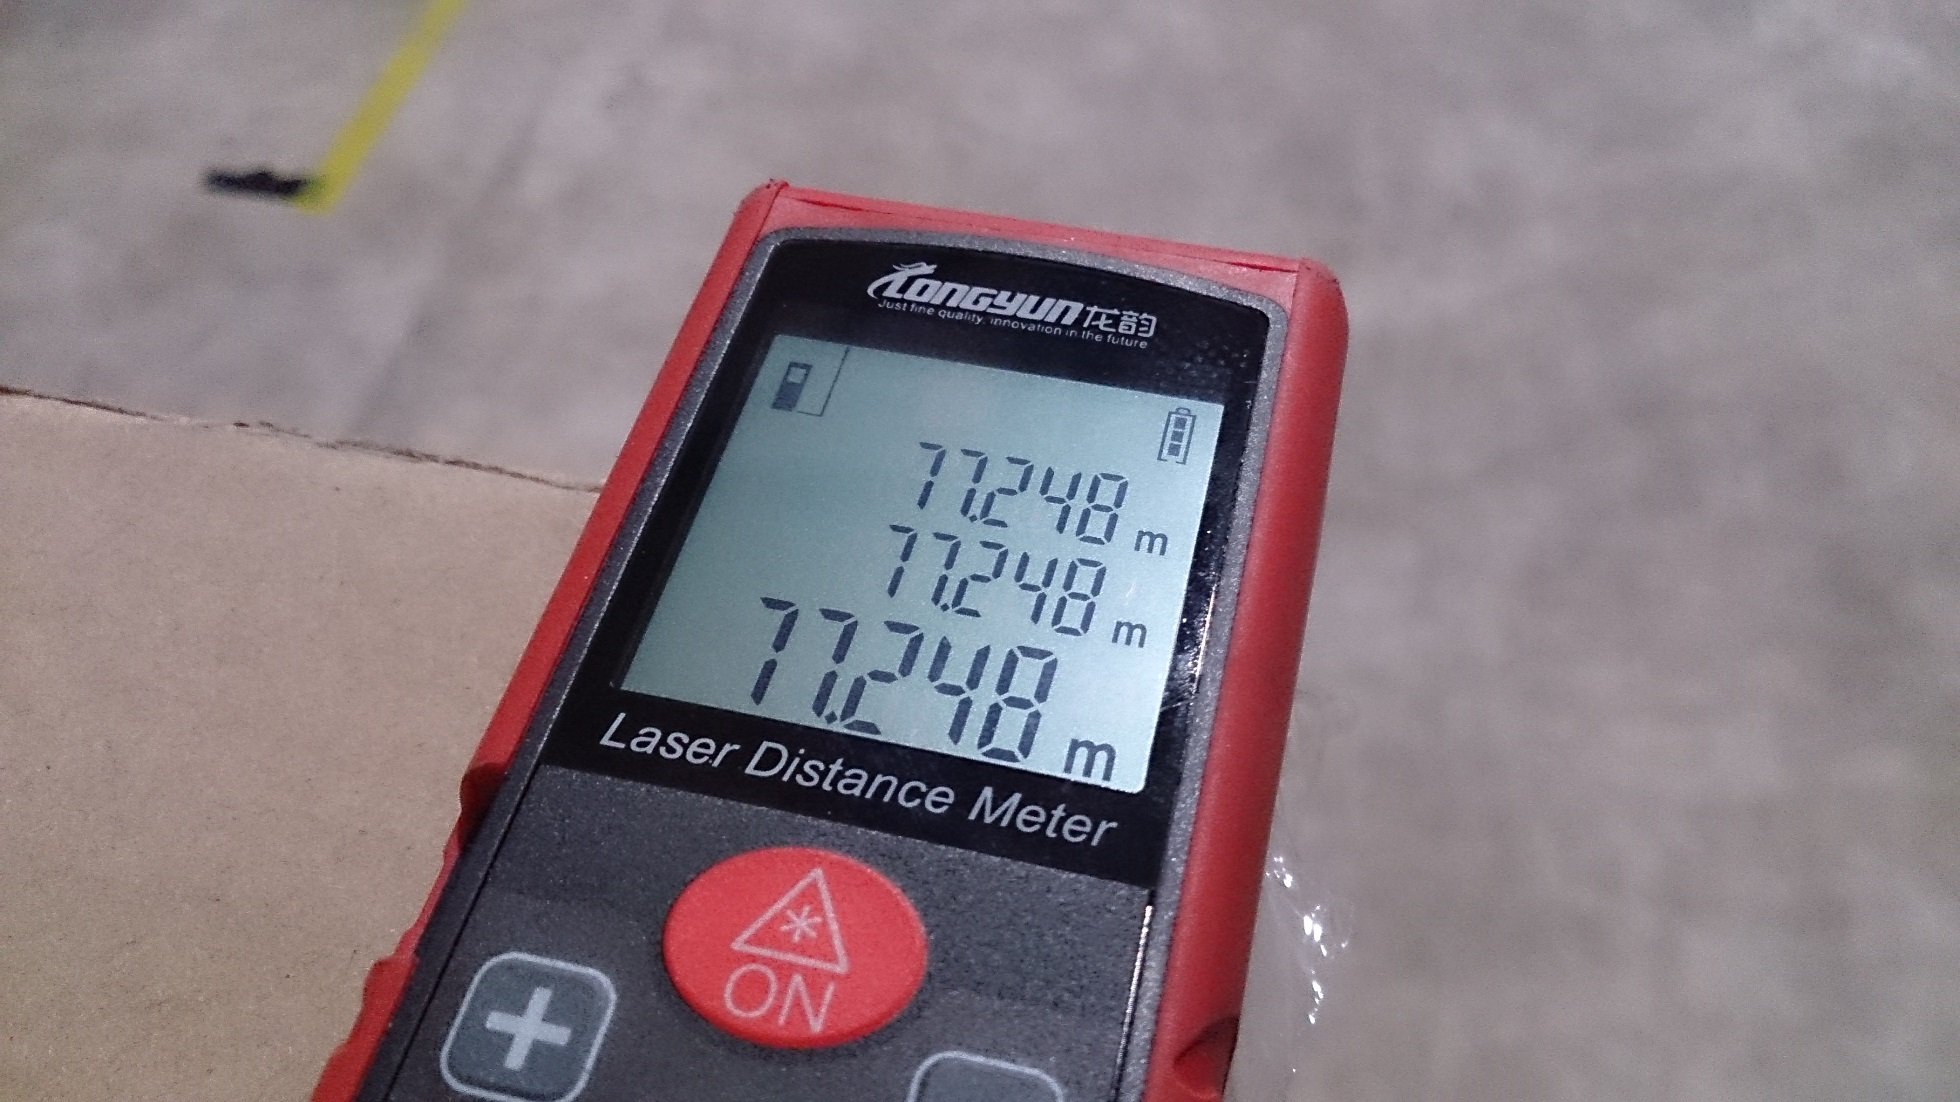 LONGYUN龙韵
Just fine quality, innovation in the future
77.248 m
77.248 m
77.248 m
Laser Distance Meter
ON
+